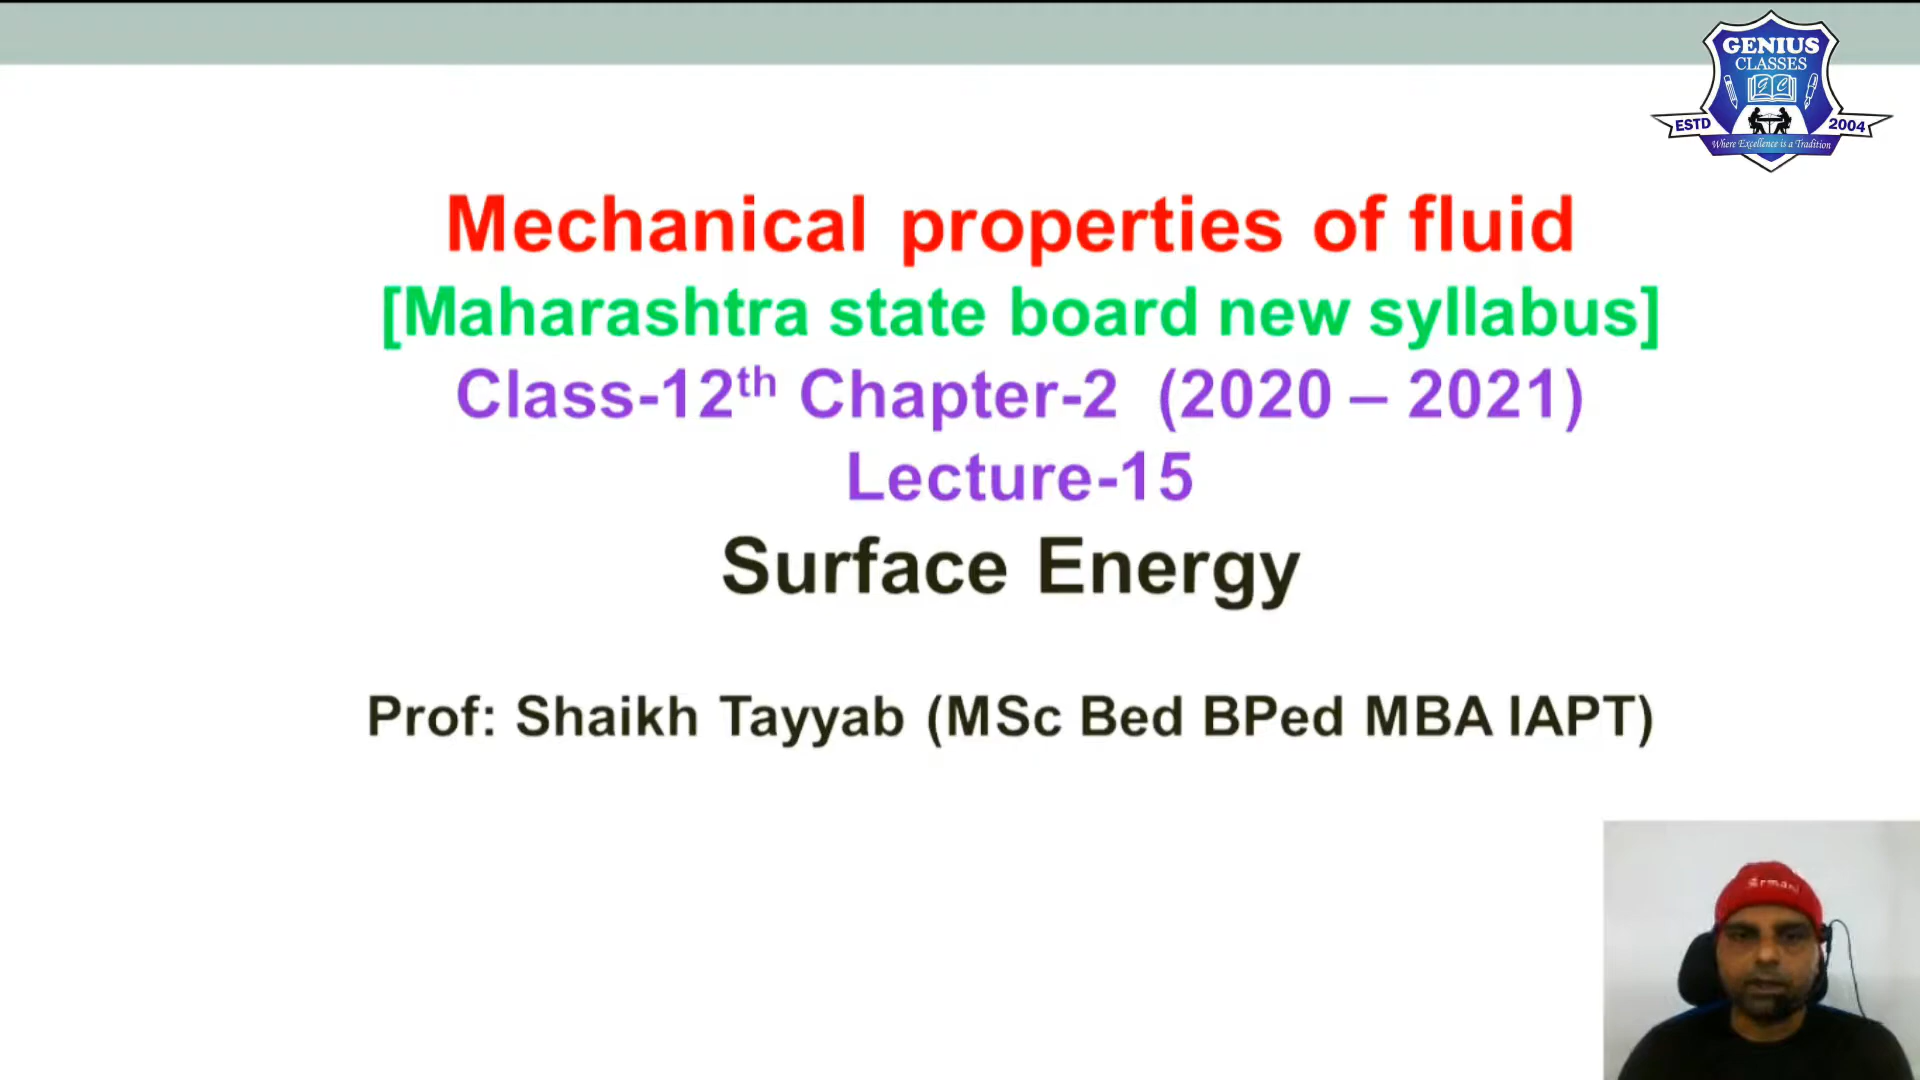 GENIUS
CLASSES
ESTD 2004
Where Excellence is a Tradition
Mechanical properties of fluid
[Maharashtra state board new syllabus]
Class-12th Chapter-2 (2020 – 2021)
Lecture-15
Surface Energy
Prof: Shaikh Tayyab (MSc Bed BPed MBA IAPT)